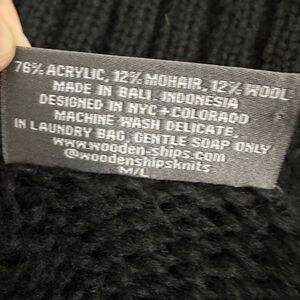 76% ACRYLIC, 12% MOHAIR, 12% WOOL
MADE IN BALI, INDONESIA
DESIGNED IN NYC + COLORADO
MACHINE WASH DELICATE,
IN LAUNDRY BAG, GENTLE SOAP ONLY
www.wooden-ships.com
@woodenshipsknits
M/L